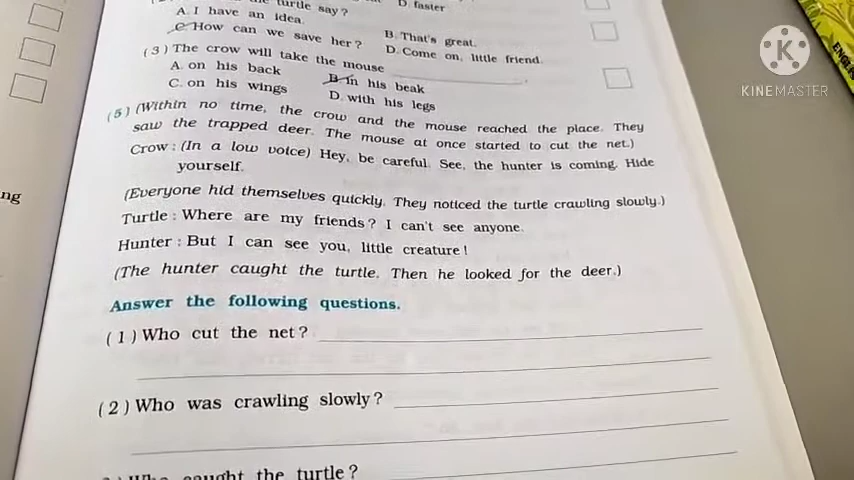 turtle say? D. faster
A. I have an idea.
B. That's great.
C. How can we save her?
D. Come on, little friend.
(3) The crow will take the mouse
A. on his back
B. in his beak
C. on his wings
D. with his legs
(5) (Within no time, the crow and the mouse reached the place. They
saw the trapped deer. The mouse at once started to cut the net.)
Crow : (In a low voice) Hey, be careful. See, the hunter is coming. Hide
yourself.
(Everyone hid themselves quickly. They noticed the turtle crawling slowly.)
Turtle : Where are my friends? I can't see anyone.
Hunter : But I can see you, little creature!
(The hunter caught the turtle. Then he looked for the deer.)
Answer the following questions.
(1) Who cut the net?
(2) Who was crawling slowly?
Who caught the turtle?
ng
K
KINEMASTER